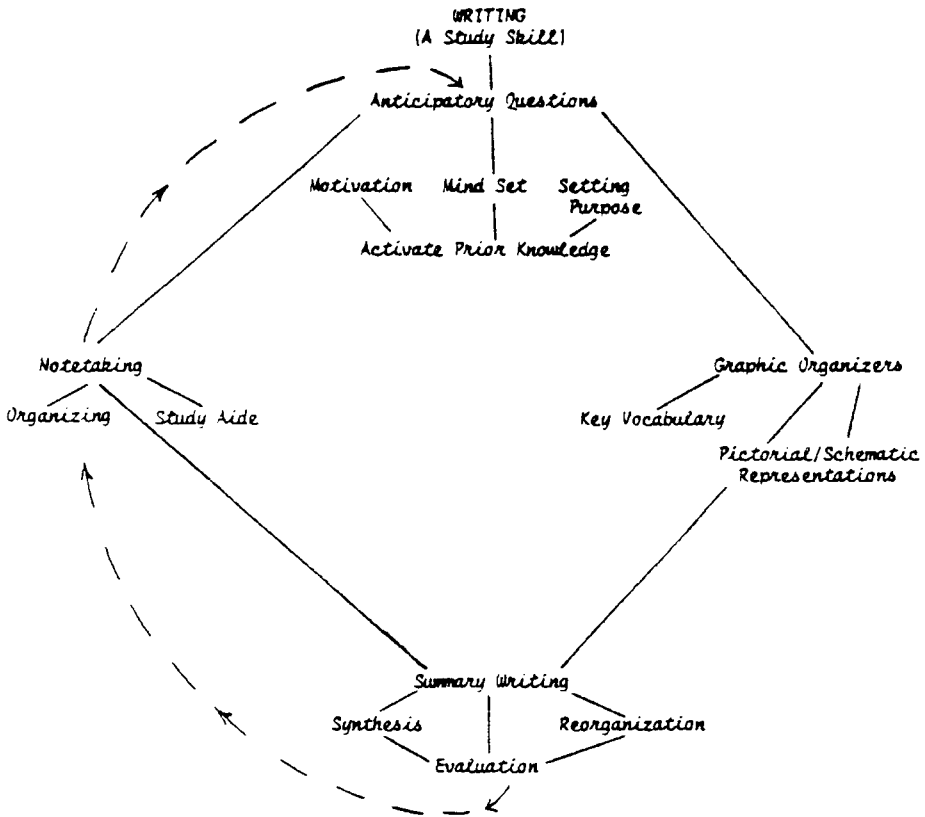 WRITING
(A Study Skill)
Anticipatory Questions
Motivation
Mind Set
Setting
Purpose
Activate Prior Knowledge
Notetaking
Organizing
Study Aide
Graphic Organizers
Key Vocabulary
Pictorial/Schematic
Representations
Summary Writing
Synthesis
Reorganization
Evaluation